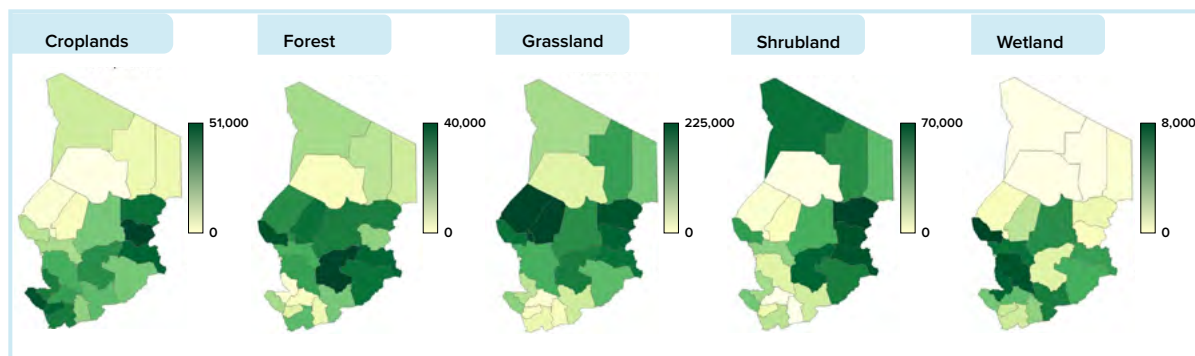 Croplands
Forest
Grassland
Shrubland
Wetland
51,000
0
40,000
0
225,000
0
70,000
0
8,000
0